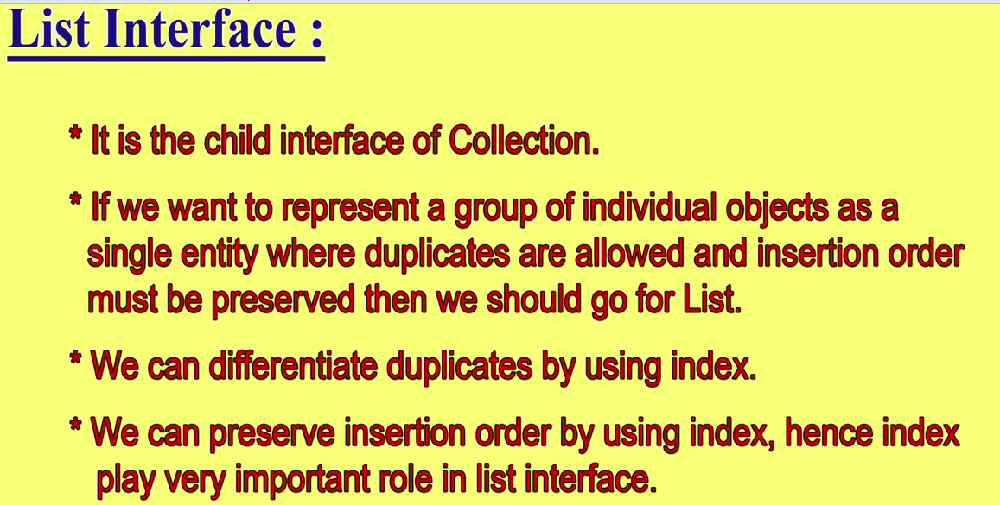 List Interface :
* It is the child interface of Collection.
* If we want to represent a group of individual objects as a
single entity where duplicates are allowed and insertion order
must be preserved then we should go for List.
* We can differentiate duplicates by using index.
* We can preserve insertion order by using index, hence index
play very important role in list interface.